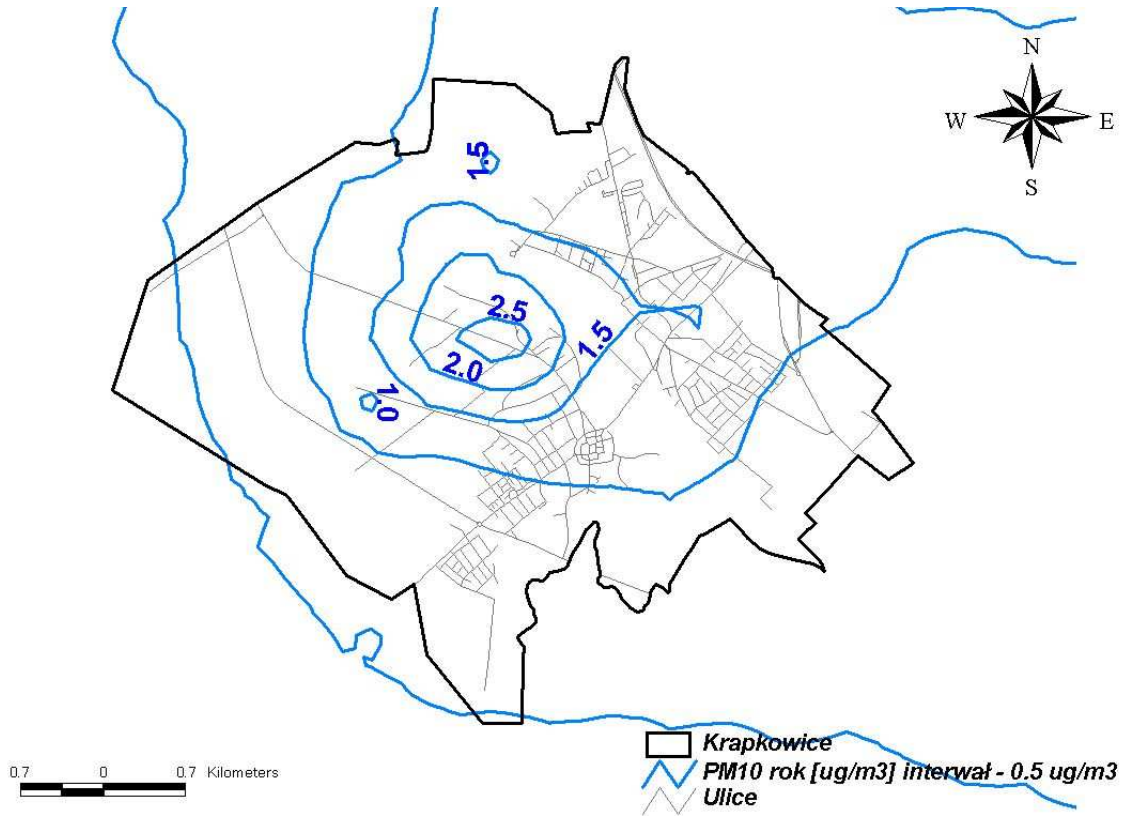 N
W E
S
1.5
2.5
1.5
2.0
1.0
0.7 0 0.7 Kilometers
Krapkowice
PM10 rok [ug/m3] interwał - 0.5 ug/m3
Ulice